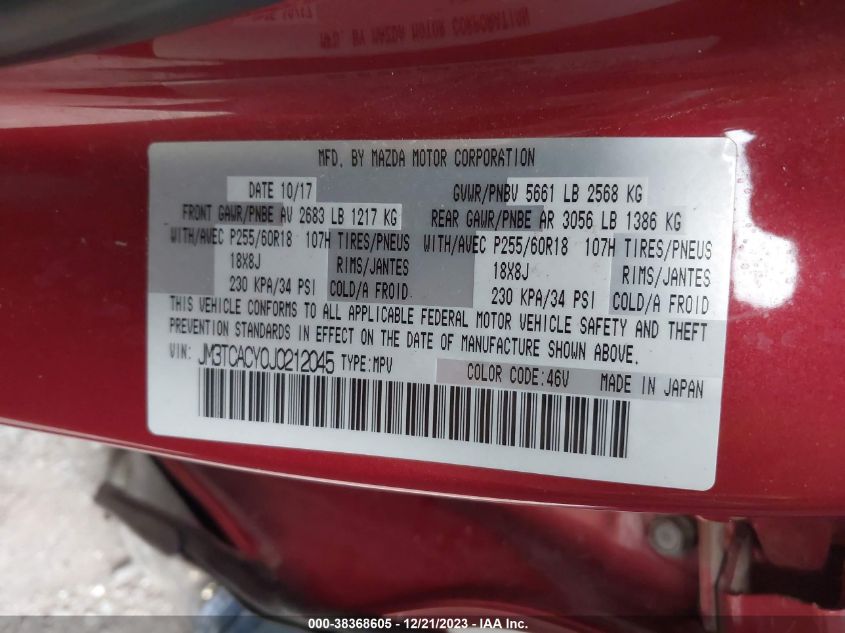 MFD. BY MAZDA MOTOR CORPORATION
DATE 10/17 GVWR/PNBV 5661 LB 2568 KG
FRONT GAWR/PNBE AV 2683 LB 1217 KG REAR GAWR/PNBE AR 3056 LB 1386 KG
WITH/AVEC P255/60R18 107H TIRES/PNEUS WITH/AVEC P255/60R18 107H TIRES/PNEUS
18X8J RIMS/JANTES 18X8J RIMS/JANTES
230 KPA/34 PSI COLD/A FROID 230 KPA/34 PSI COLD/A FROID
THIS VEHICLE CONFORMS TO ALL APPLICABLE FEDERAL MOTOR VEHICLE SAFETY AND THEFT
PREVENTION STANDARDS IN EFFECT ON THE DATE OF MANUFACTURE SHOWN ABOVE.
VIN: JM3TCACY0J0212045 TYPE:MPV COLOR CODE:46V MADE IN JAPAN
000-38368605 - 12/21/2023 - Copyright © IAA, Inc.